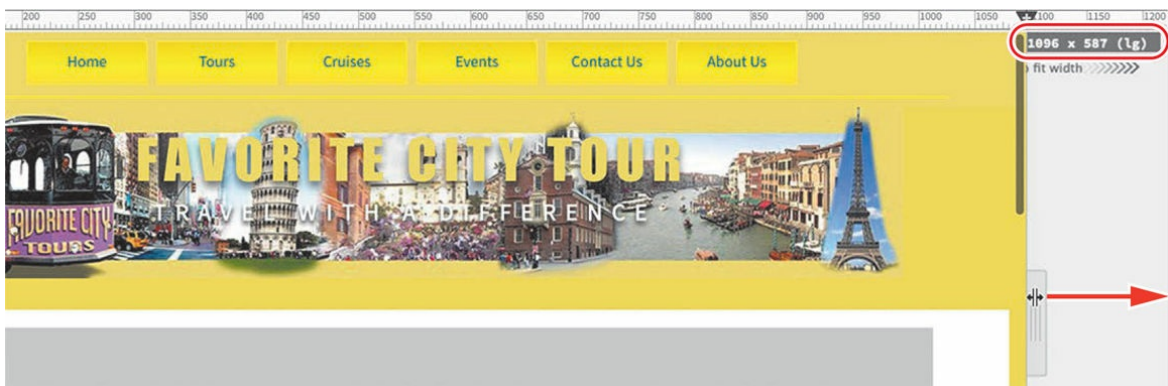 200 250 300 350 400 450 500 550 600 650 700 750 800 850 900 950 1000 1050 100 1150 1200
1096 x 587 (lg)
fit width
Home Tours Cruises Events Contact Us About Us
FAVORITE CITY TOUR
TRAVEL WITH A DIFFERENCE
FAVORITE CITY
TOURS